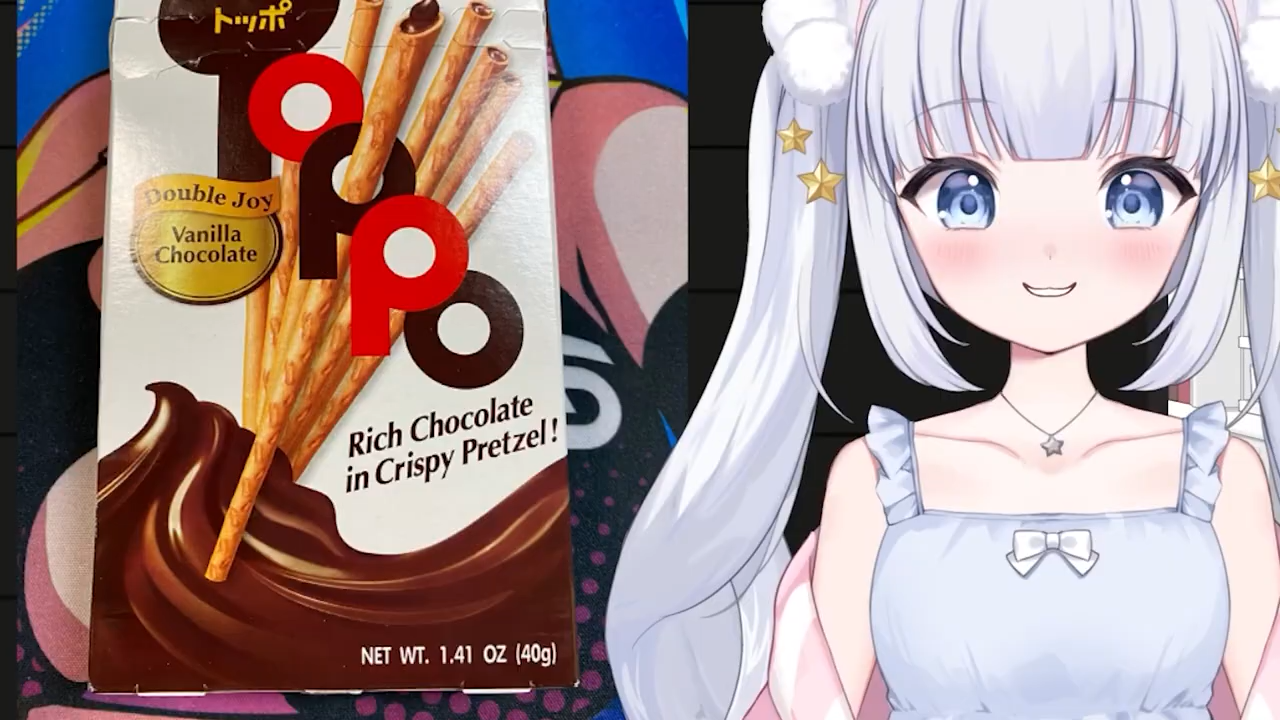 トッポ
Toppo
Double Joy
Vanilla
Chocolate
Rich Chocolate
in Crispy Pretzel!
NET WT. 1.41 OZ (40g)